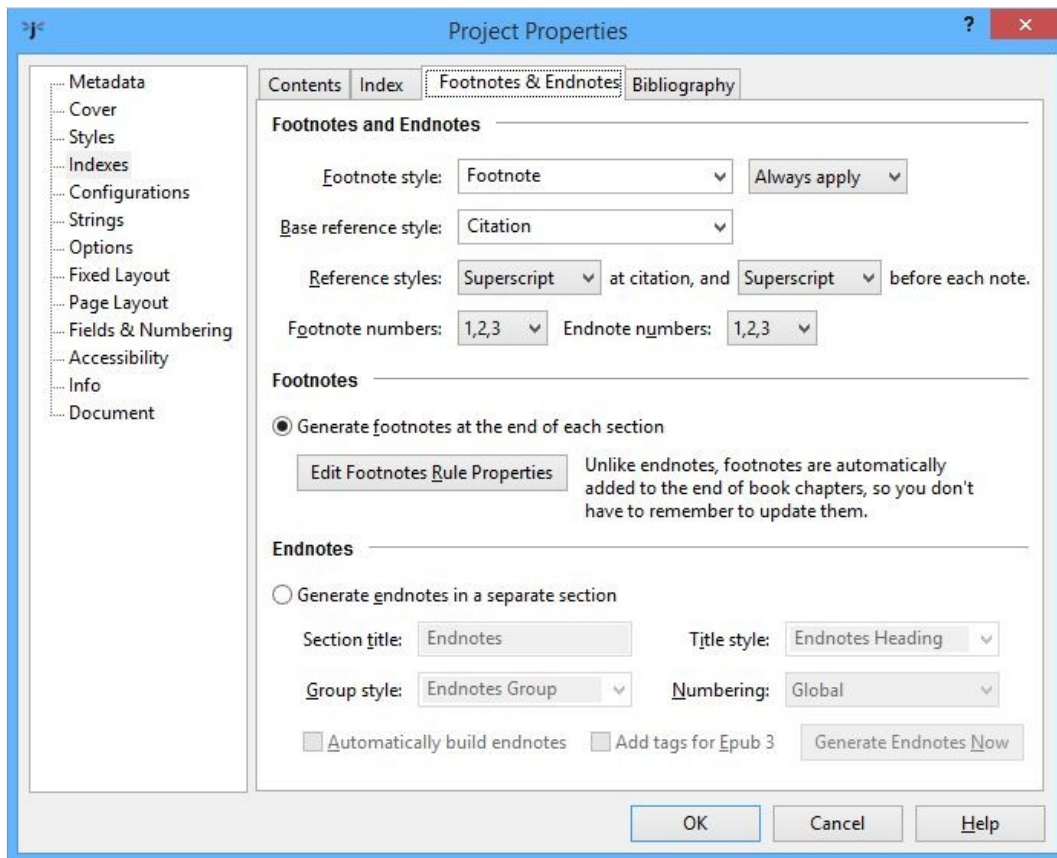 Project Properties
?
×
Metadata
Cover
Styles
Indexes
Configurations
Strings
Options
Fixed Layout
Page Layout
Fields & Numbering
Accessibility
Info
Document
Contents Index Footnotes & Endnotes Bibliography
Footnotes and Endnotes
Footnote style: Footnote Always apply
Base reference style: Citation
Reference styles: Superscript at citation, and Superscript before each note.
Footnote numbers: 1,2,3 Endnote numbers: 1,2,3
Footnotes
Generate footnotes at the end of each section
Edit Footnotes Rule Properties
Unlike endnotes, footnotes are automatically
added to the end of book chapters, so you don't
have to remember to update them.
Endnotes
Generate endnotes in a separate section
Section title: Endnotes Title style: Endnotes Heading
Group style: Endnotes Group Numbering: Global
Automatically build endnotes Add tags for Epub 3 Generate Endnotes Now
OK Cancel Help